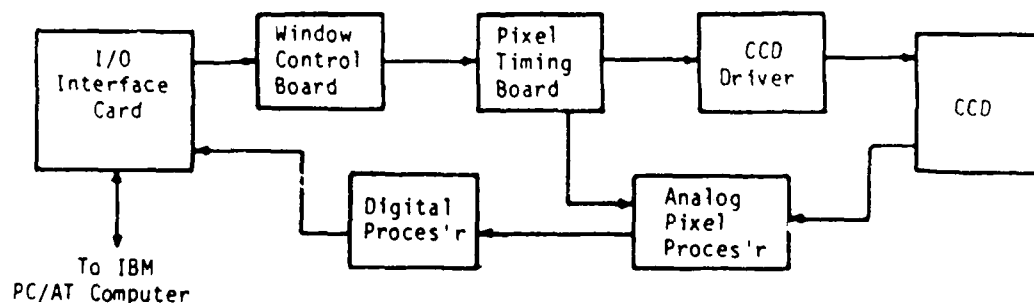 I/O
Interface
Card
Window
Control
Board
Pixel
Timing
Board
CCD
Driver
CCD
Digital
Proces'r
Analog
Pixel
Proces'r
To IBM
PC/AT Computer